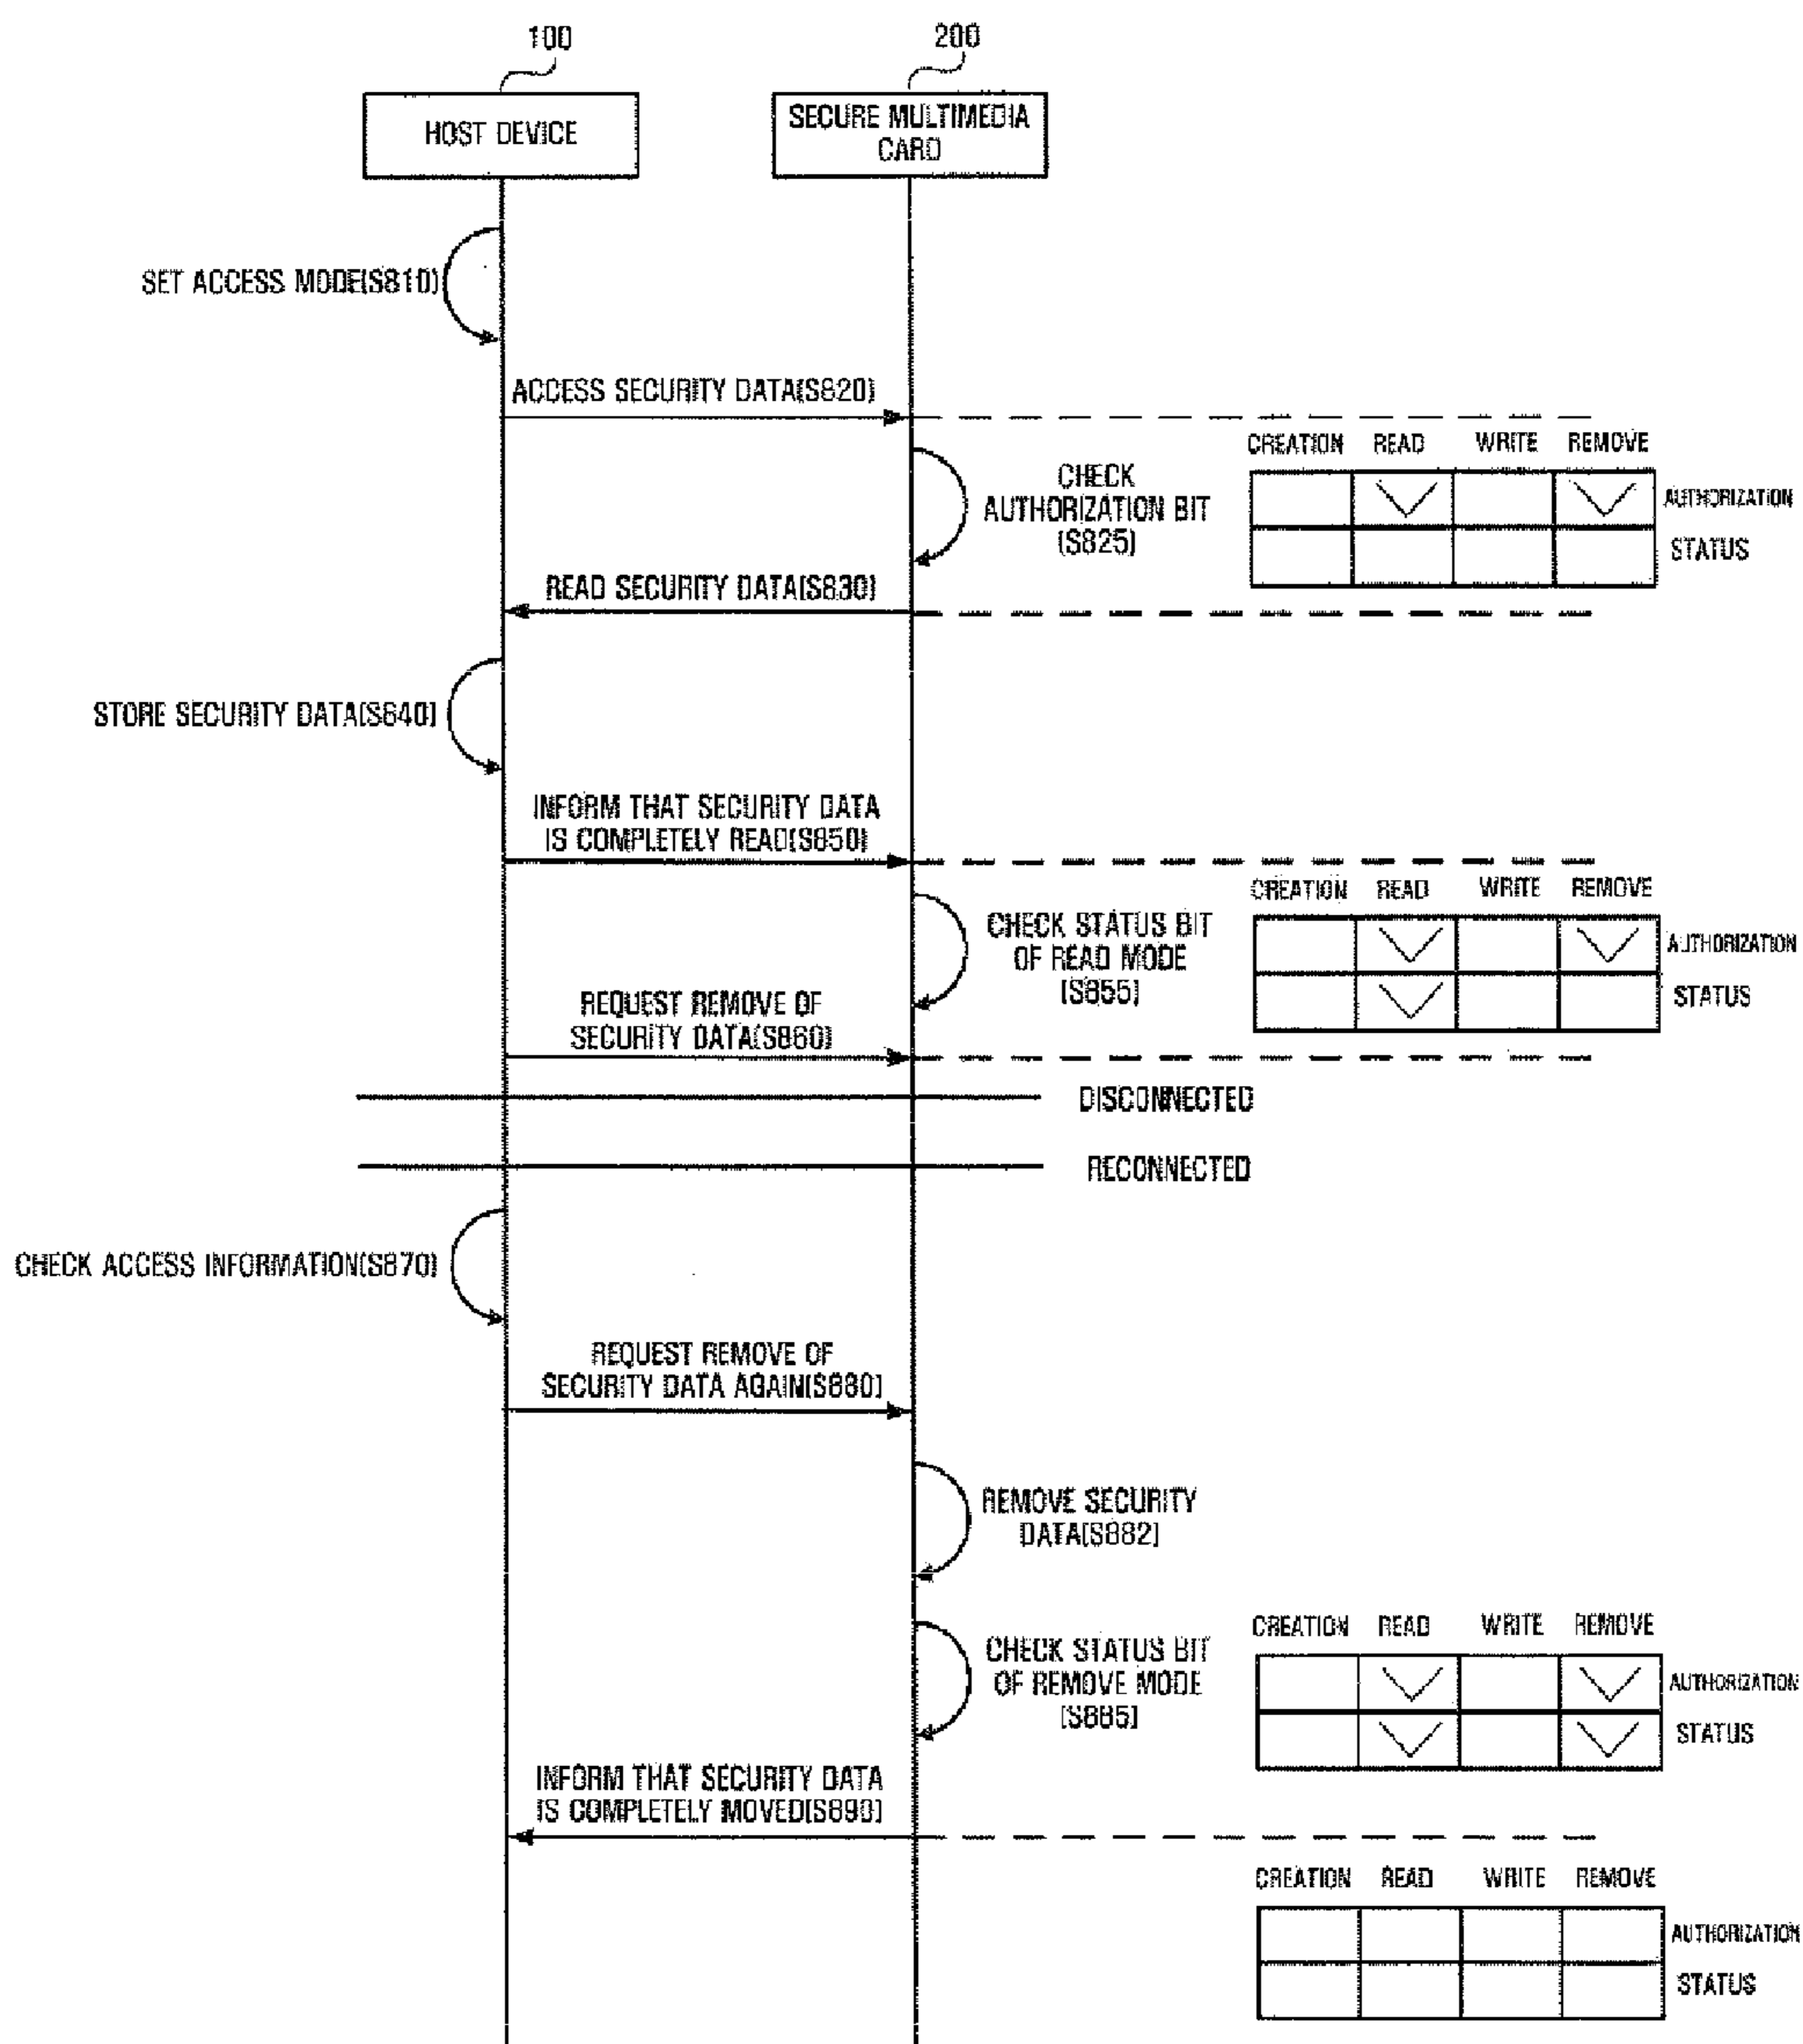 100
200
HOST DEVICE
SECURE MULTIMEDIA
CARD
SET ACCESS MODE(S810)
ACCESS SECURITY DATA(S820)
CREATION READ WRITE REMOVE
CHECK
AUTHORIZATION BIT
(S825)
AUTHORIZATION
STATUS
READ SECURITY DATA(S830)
STORE SECURITY DATA(S840)
INFORM THAT SECURITY DATA
IS COMPLETELY READ(S850)
CREATION READ WRITE REMOVE
CHECK STATUS BIT
OF READ MODE
(S855)
AUTHORIZATION
STATUS
REQUEST REMOVE OF
SECURITY DATA(S860)
DISCONNECTED
RECONNECTED
CHECK ACCESS INFORMATION(S870)
REQUEST REMOVE OF
SECURITY DATA AGAIN(S880)
REMOVE SECURITY
DATA(S882)
CREATION READ WRITE REMOVE
CHECK STATUS BIT
OF REMOVE MODE
(S885)
AUTHORIZATION
STATUS
INFORM THAT SECURITY DATA
IS COMPLETELY MOVED(S890)
CREATION READ WRITE REMOVE
AUTHORIZATION
STATUS